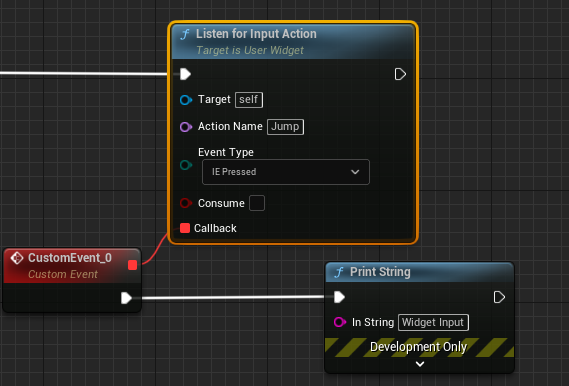 Listen for Input Action
Target is User Widget
Target self
Action Name Jump
Event Type
IE Pressed
Consume
Callback
CustomEvent_0
Custom Event
Print String
In String Widget Input
Development Only